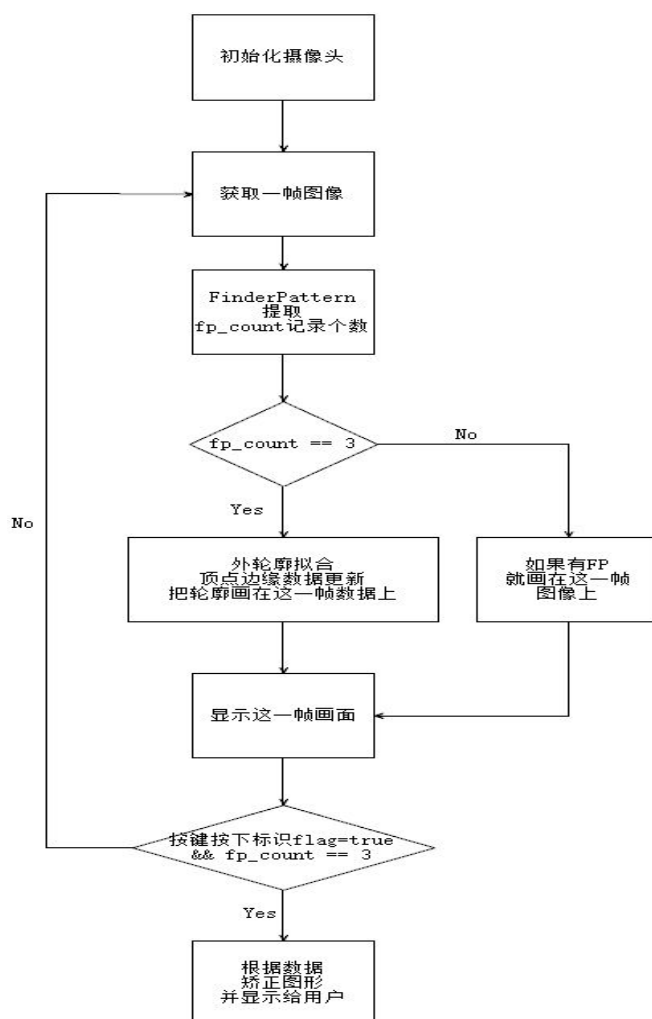 初始化摄像头
获取一帧图像
FinderPattern
提取
fp_count记录个数
fp_count == 3
No
Yes
No
外轮廓拟合
顶点边缘数据更新
把轮廓画在这一帧数据上
如果有FP
就画在这一帧
图像上
显示这一帧画面
按键按下标识flag=true
&& fp_count == 3
Yes
根据数据
矫正图形
并显示给用户